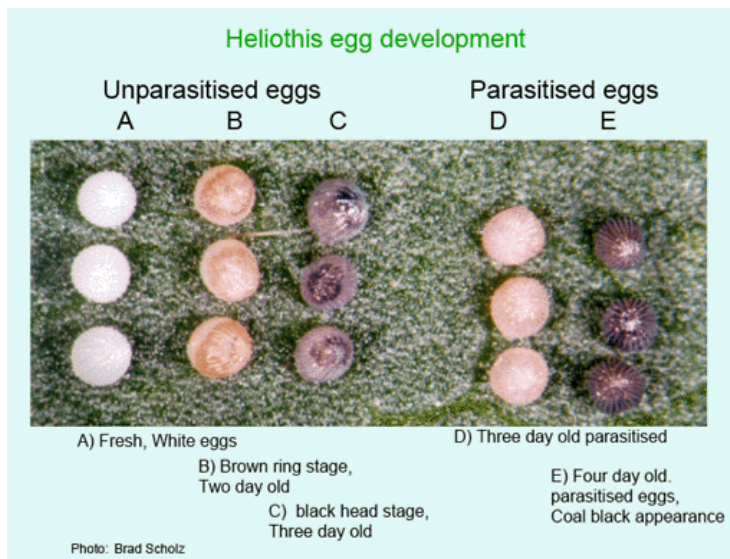 Heliothis egg development
Unparasitised eggs
Parasitised eggs
A B C D E
A) Fresh, White eggs
D) Three day old parasitised
B) Brown ring stage,
Two day old
E) Four day old.
parasitised eggs,
Coal black appearance
C) black head stage,
Three day old
Photo: Brad Scholz